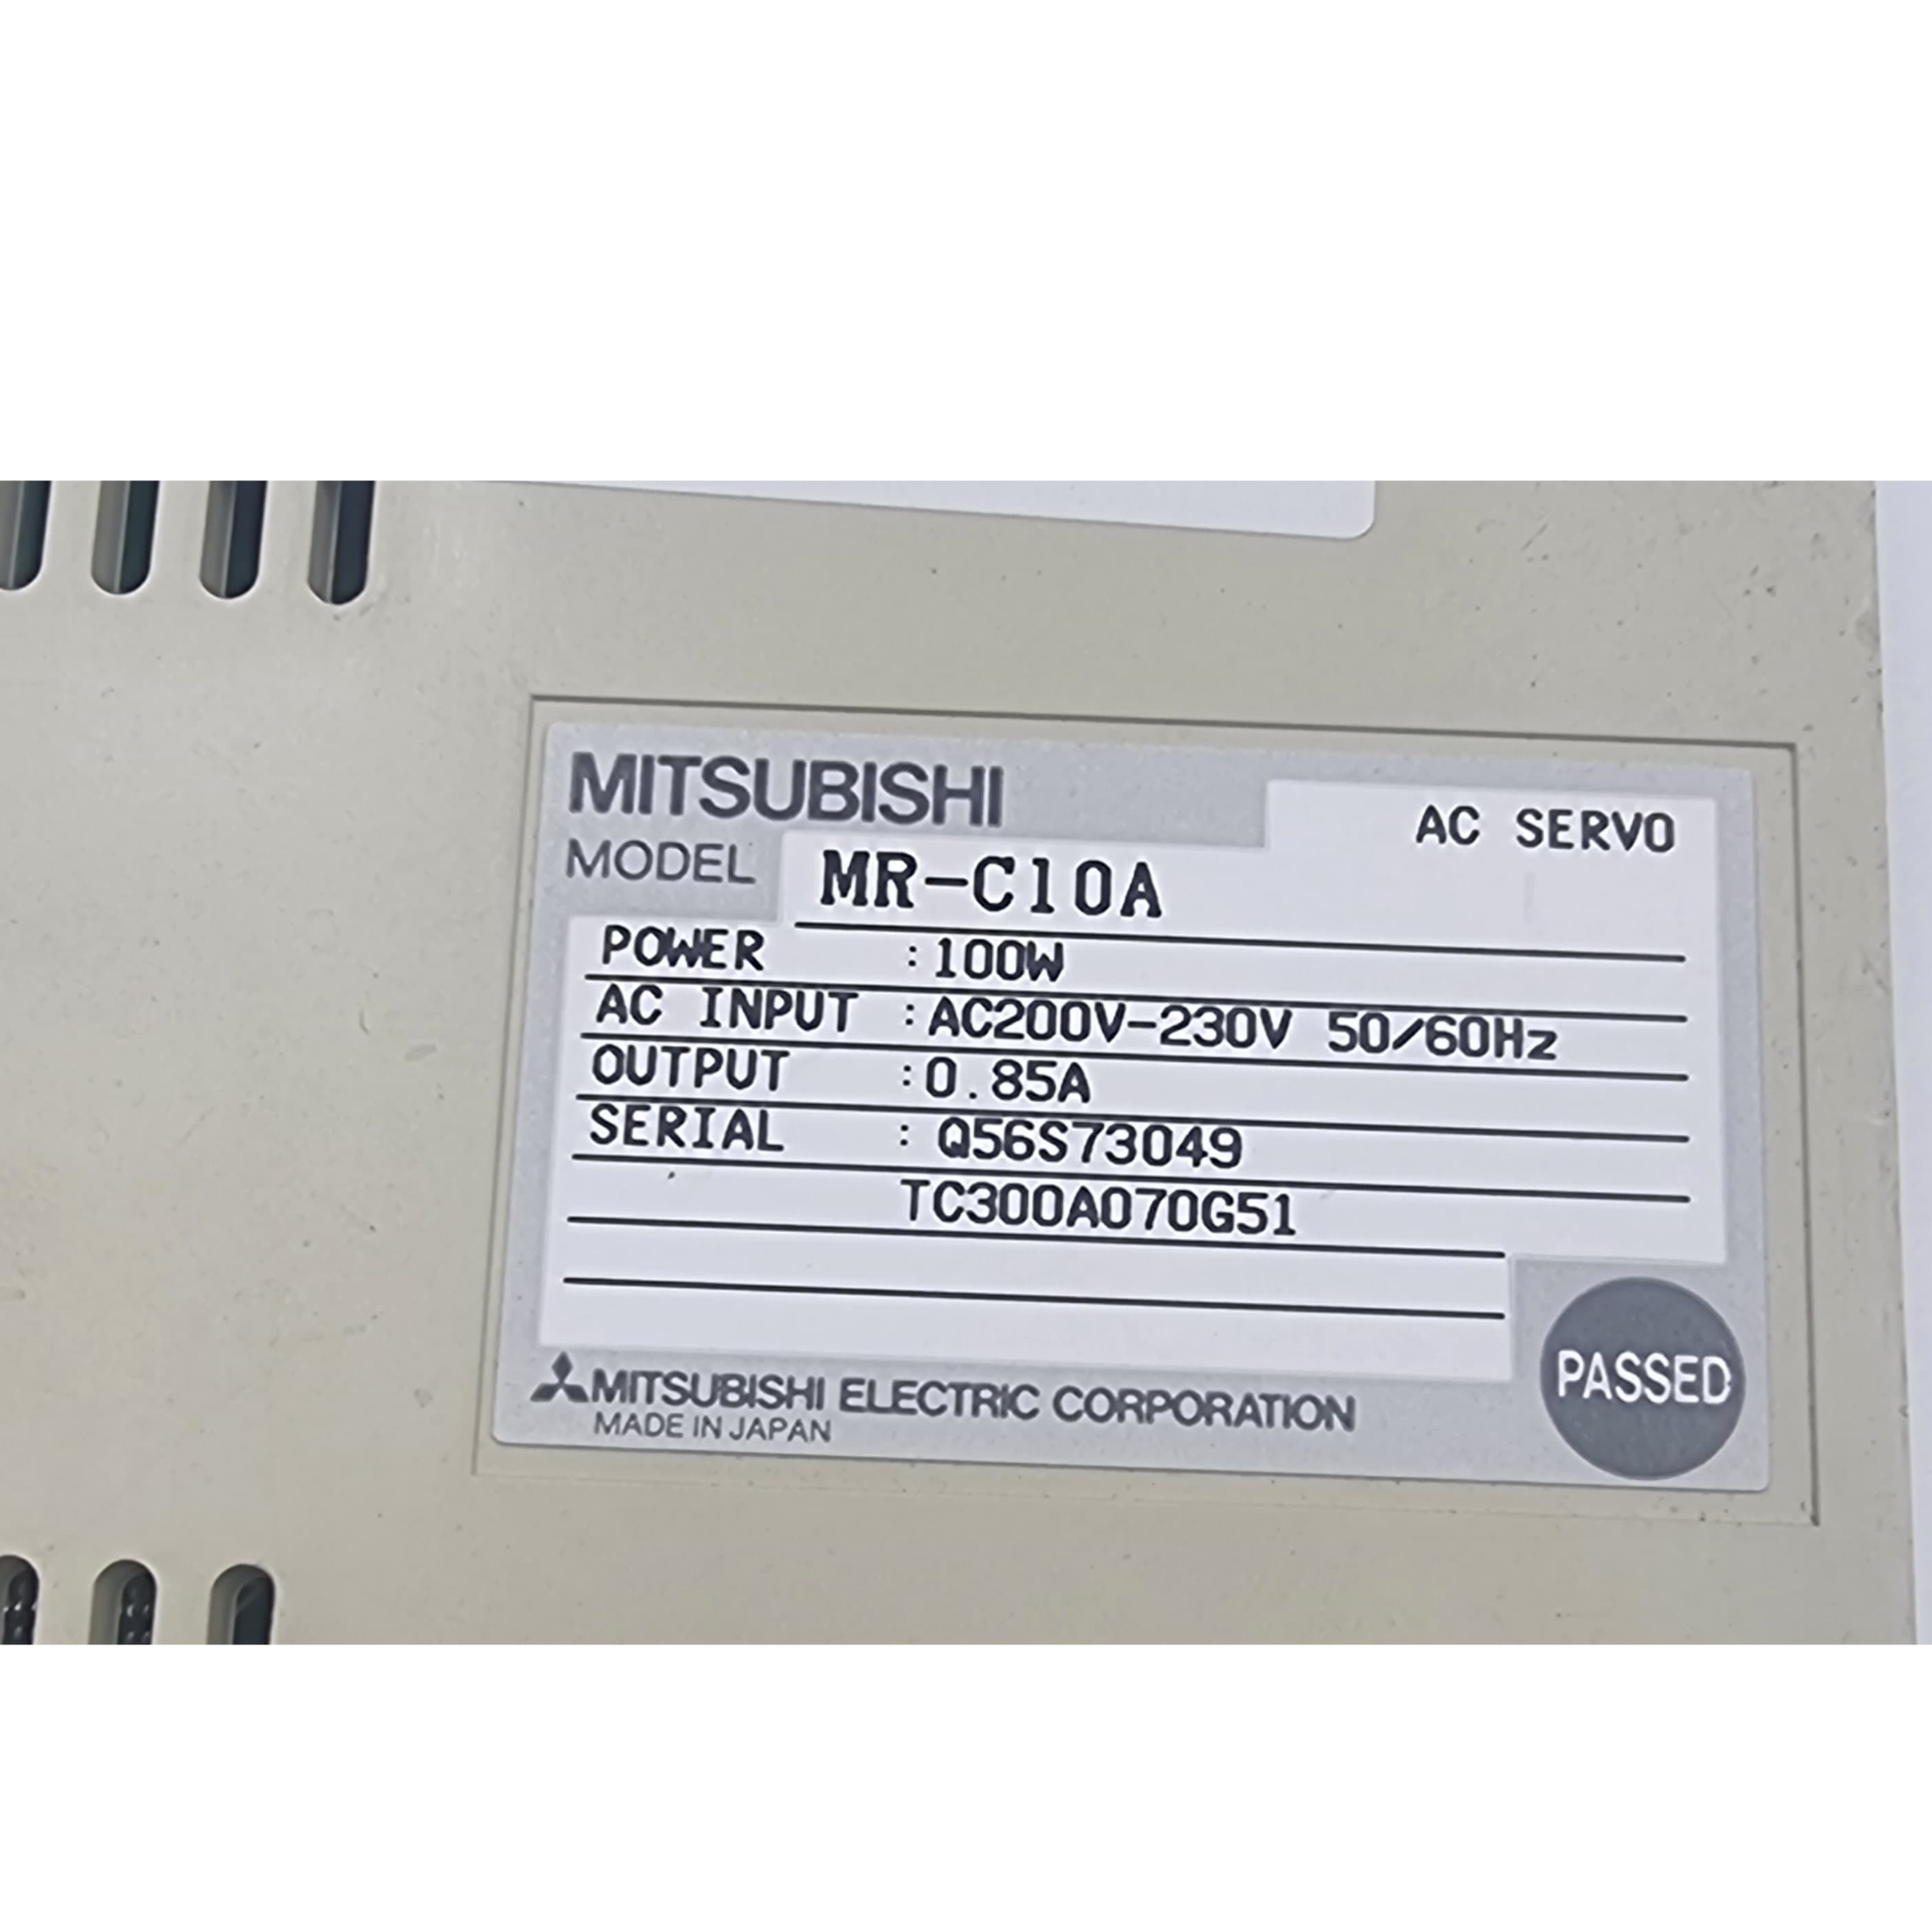 MITSUBISHI
AC SERVO
MODEL MR-C10A
POWER :100W
AC INPUT :AC200V-230V 50/60Hz
OUTPUT :0.85A
SERIAL : Q56S73049
TC300A070G51
MITSUBISHI ELECTRIC CORPORATION
MADE IN JAPAN
PASSED